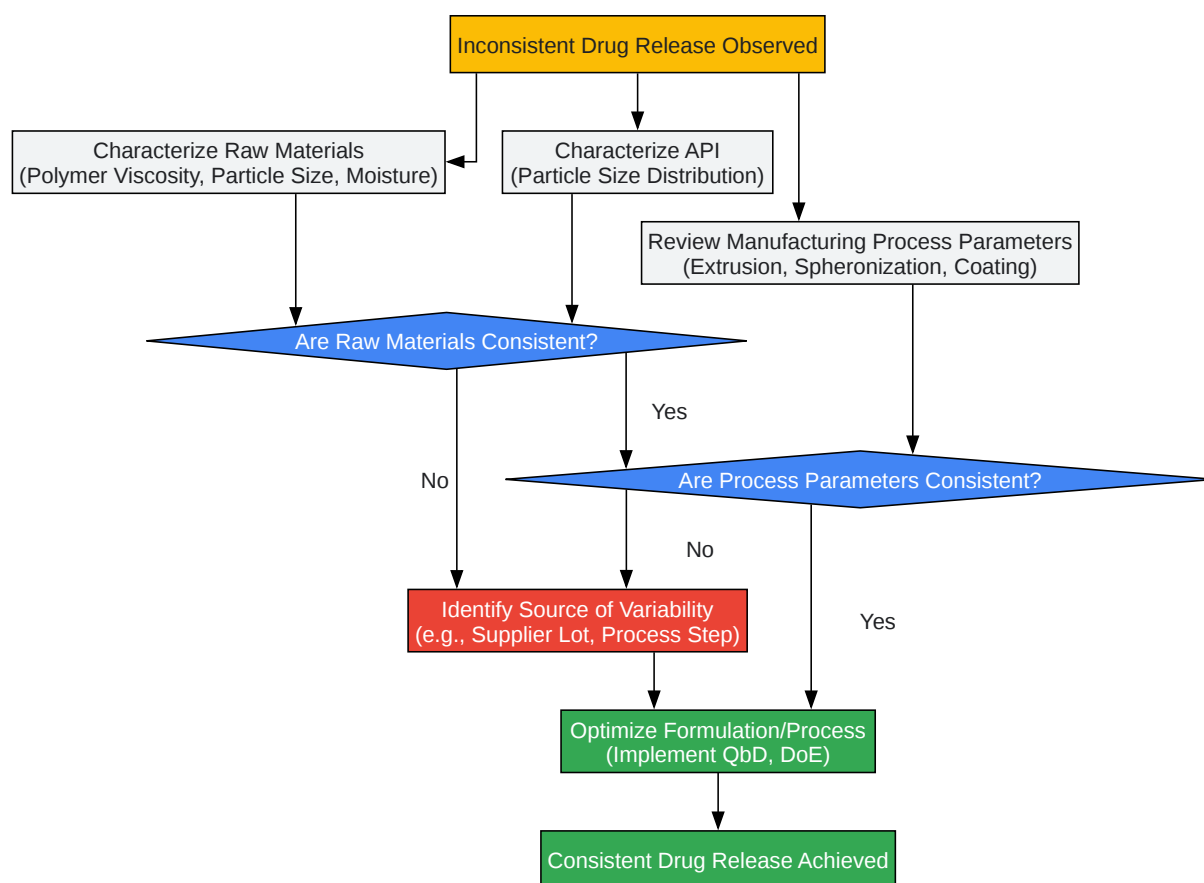 Inconsistent Drug Release Observed
Characterize Raw Materials
(Polymer Viscosity, Particle Size, Moisture)
Characterize API
(Particle Size Distribution)
Review Manufacturing Process Parameters
(Extrusion, Spheronization, Coating)
Are Raw Materials Consistent?
Yes
No
Are Process Parameters Consistent?
No
Identify Source of Variability
(e.g., Supplier Lot, Process Step)
Yes
Optimize Formulation/Process
(Implement QbD, DoE)
Consistent Drug Release Achieved